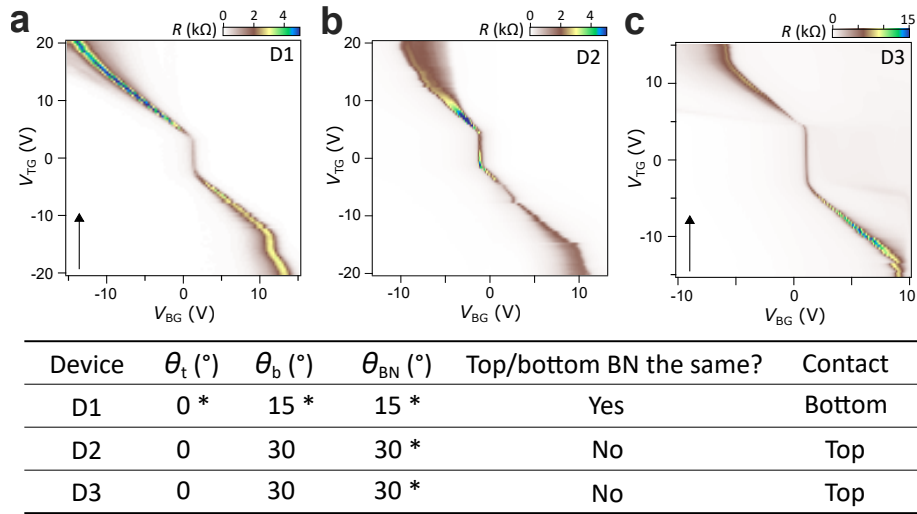 a b c
R (kΩ) 0 2 4 R (kΩ) 0 2 4 R (kΩ) 0 15
D1 D2 D3
V_TG (V) 20 10 0 -10 -20
V_BG (V) -10 0 10
V_TG (V) 20 10 0 -10 -20
V_BG (V) -10 0 10
V_TG (V) 10 0 -10
V_BG (V) -10 0 10
Device θt (°) θb (°) θBN (°) Top/bottom BN the same? Contact
D1 0 * 15 * 15 * Yes Bottom
D2 0 30 30 * No Top
D3 0 30 30 * No Top